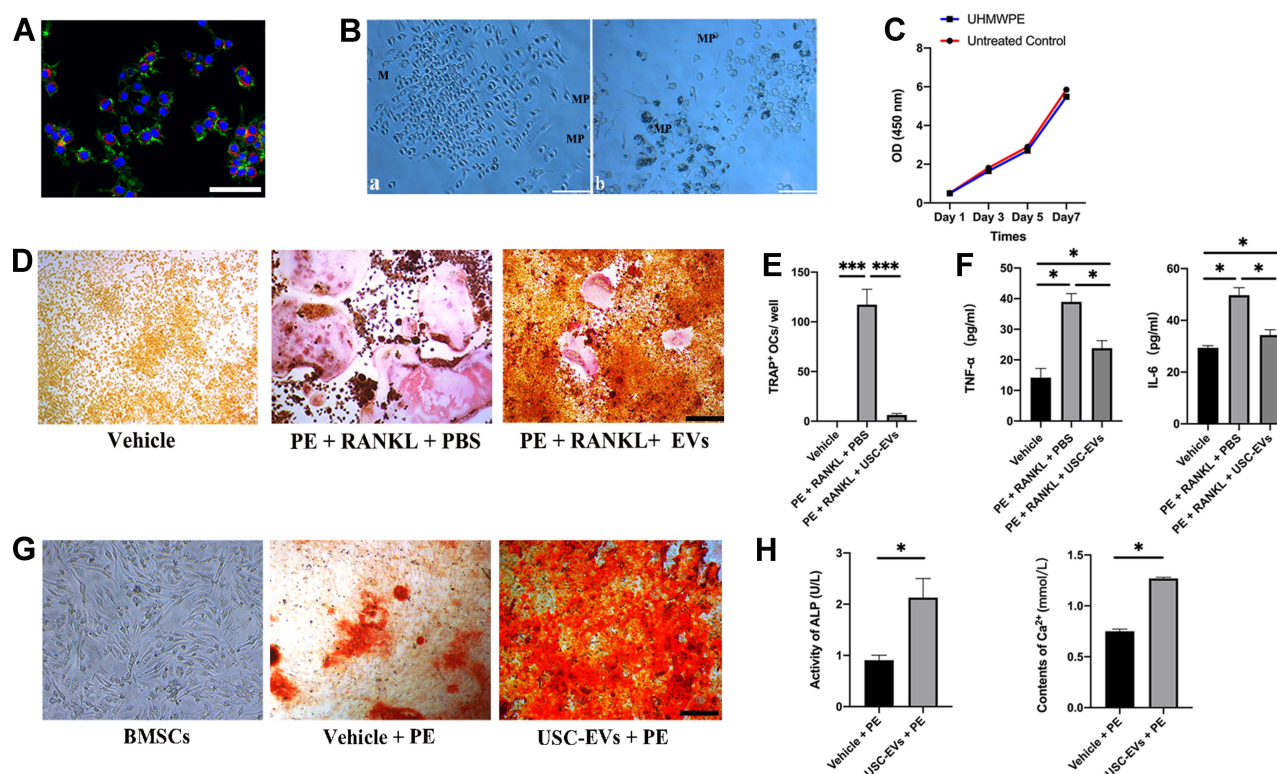 A
B
M
MP
MP
a
MP
MP
b
C
UHMWPE
Untreated Control
OD (450 nm)
8
6
4
2
0
Day 1 Day 3 Day 5 Day7
Times
D
Vehicle
PE + RANKL + PBS
PE + RANKL+ EVs
E
*** ***
TRAP⁺ OCs/ well
150
100
50
0
Vehicle
PE + RANKL + PBS
PE + RANKL + USC-EVs
F
*
* *
TNF-α (pg/ml)
50
40
30
20
10
0
Vehicle
PE + RANKL + PBS
PE + RANKL + USC-EVs
*
* *
IL-6 (pg/ml)
60
40
20
0
Vehicle
PE + RANKL + PBS
PE + RANKL + USC-EVs
G
BMSCs
Vehicle + PE
USC-EVs + PE
H
*
Activity of ALP (U/L)
3
2
1
0
Vehicle + PE
USC-EVs + PE
*
Contents of Ca²⁺ (mmol/L)
1.5
1.0
0.5
0.0
Vehicle + PE
USC-EVs + PE